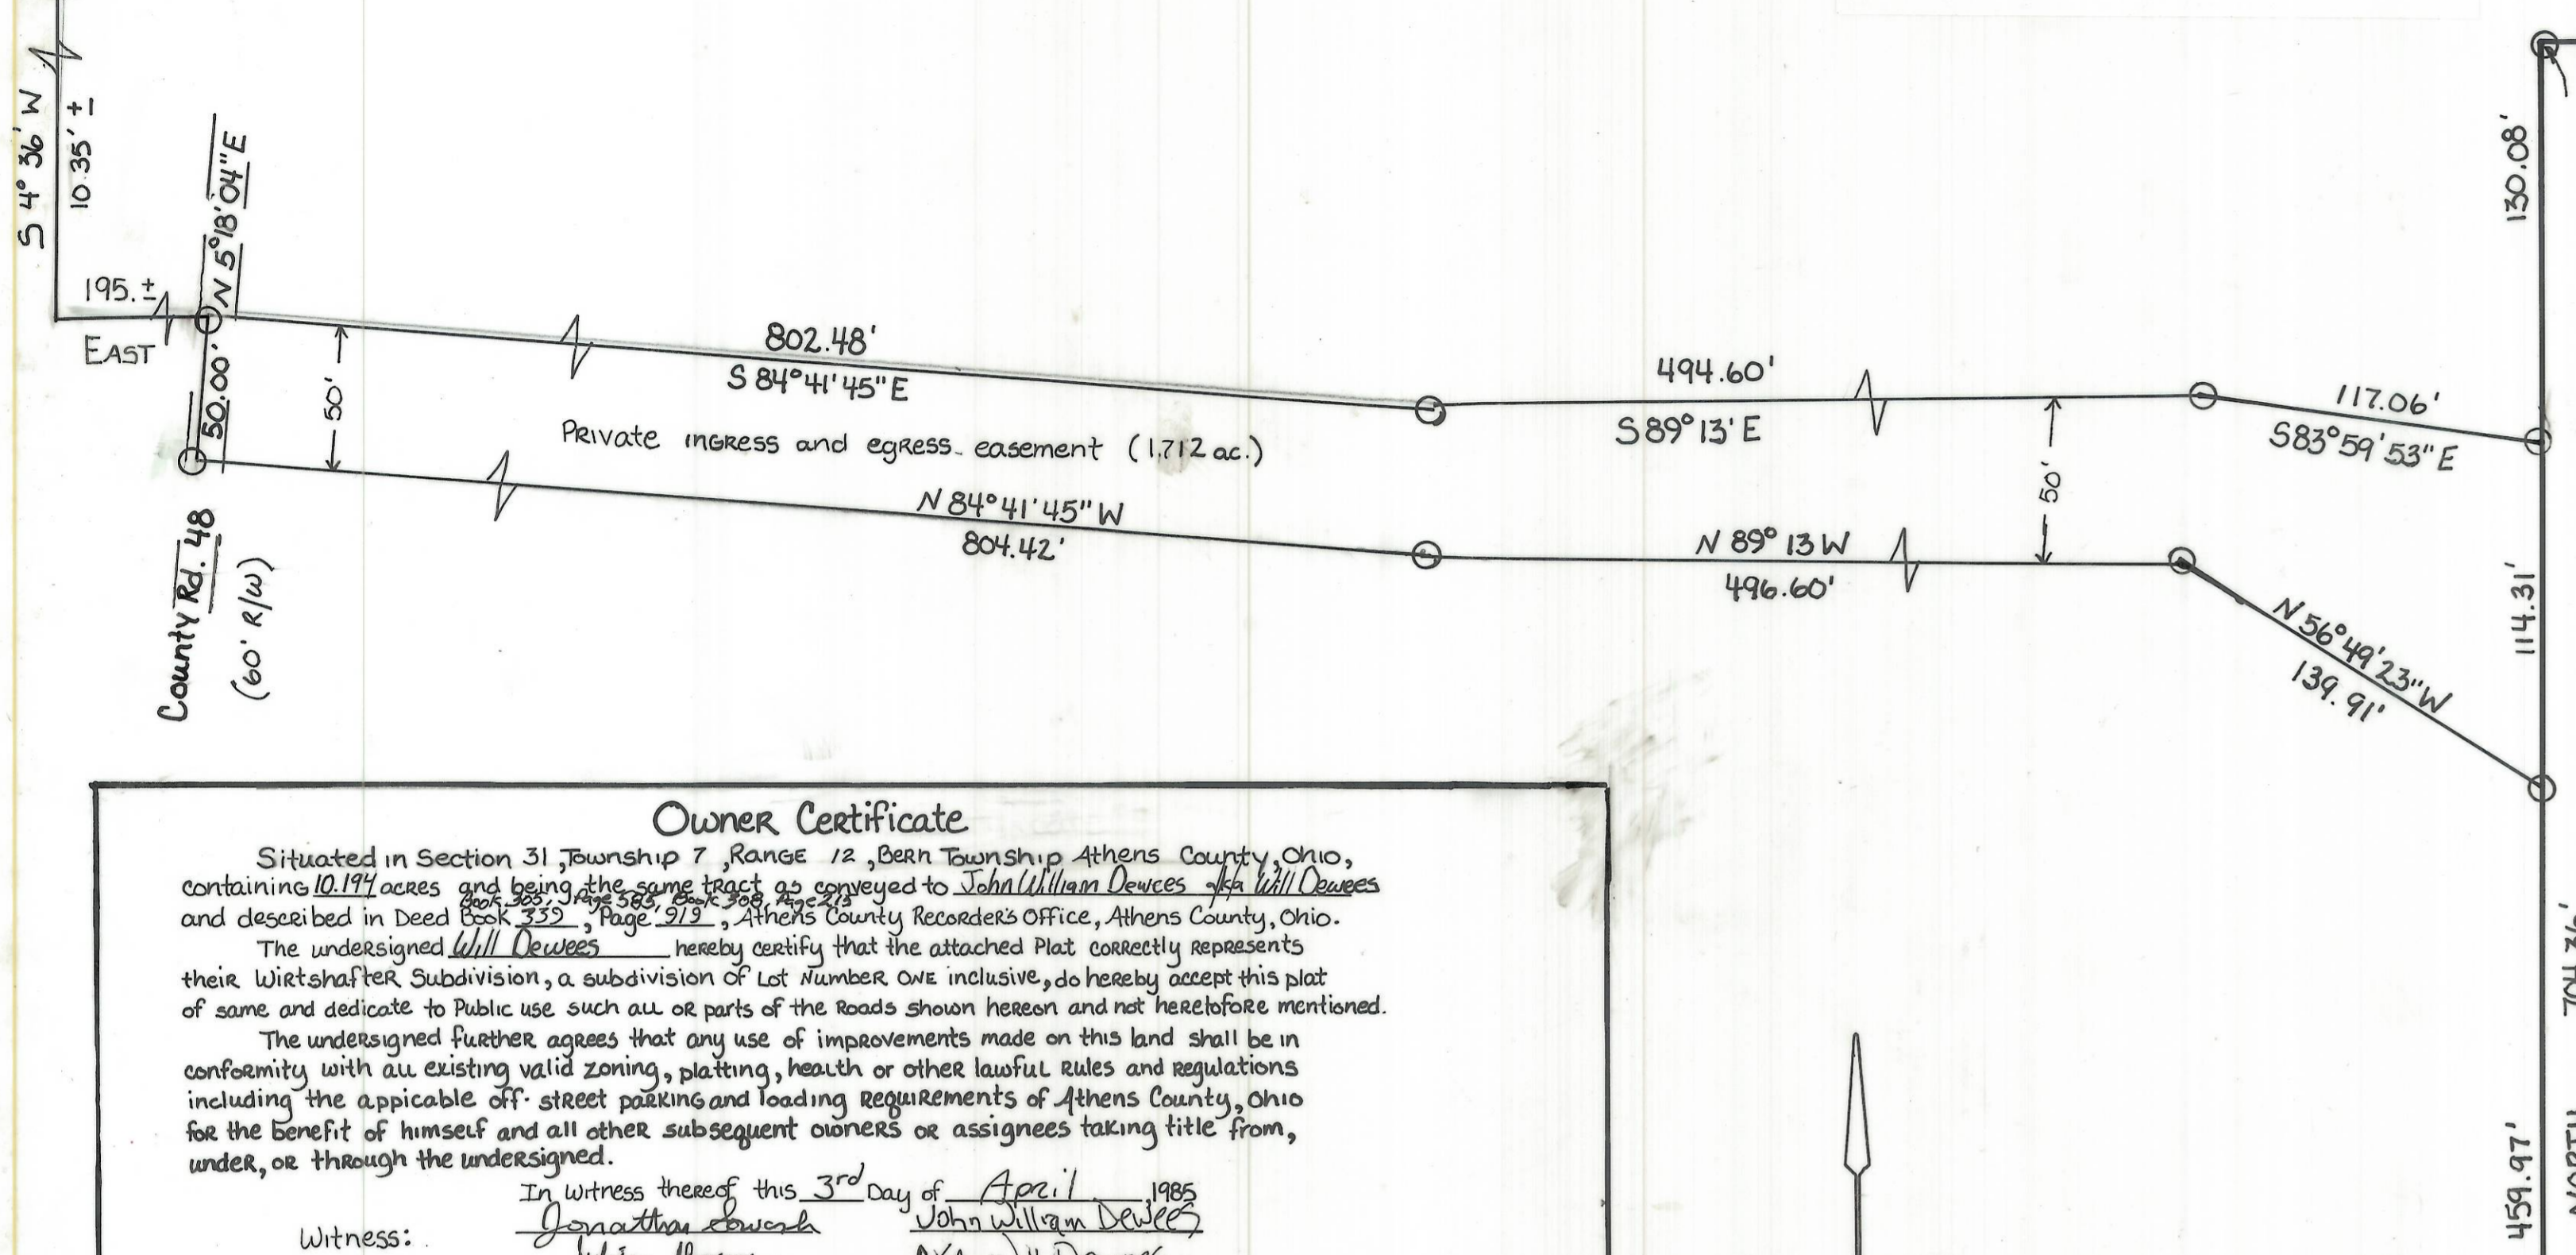 S 4° 36' W
10.35' ±
N 5°18'04"E
195.±
EAST
50.00'
50'
802.48'
S 84°41'45"E
Private ingress and egress easement (1.712 ac.)
N 84°41'45" W
804.42'
494.60'
S89°13'E
50'
N 89° 13 W
496.60'
117.06'
S83°59'53"E
N 56°49'23"W
139.91'
130.08'
114.31'
459.97'
County Rd. 48
(60' R/W)
Owner Certificate
Situated in Section 31, Township 7, Range 12, Bern Township Athens County, Ohio,
containing 10.194 acres and being the same tract as conveyed to John William Dewees a/k/a Will Dewees
Book 305, Page 585, Book 308, Page 215
and described in Deed Book 339, Page 919, Athens County Recorder's Office, Athens County, Ohio.
The undersigned Will Dewees hereby certify that the attached Plat correctly represents
their Wirtshafter Subdivision, a subdivision of Lot Number One inclusive, do hereby accept this plat
of same and dedicate to Public use such all or parts of the Roads shown hereon and not heretofore mentioned.
The undersigned further agrees that any use of improvements made on this land shall be in
conformity with all existing valid zoning, platting, health or other lawful rules and regulations
including the appicable off-street parking and loading requirements of Athens County, Ohio
for the benefit of himself and all other subsequent owners or assignees taking title from,
under, or through the undersigned.
In witness thereof this 3rd Day of April, 1985
Witness: Jonathan John William Dewees